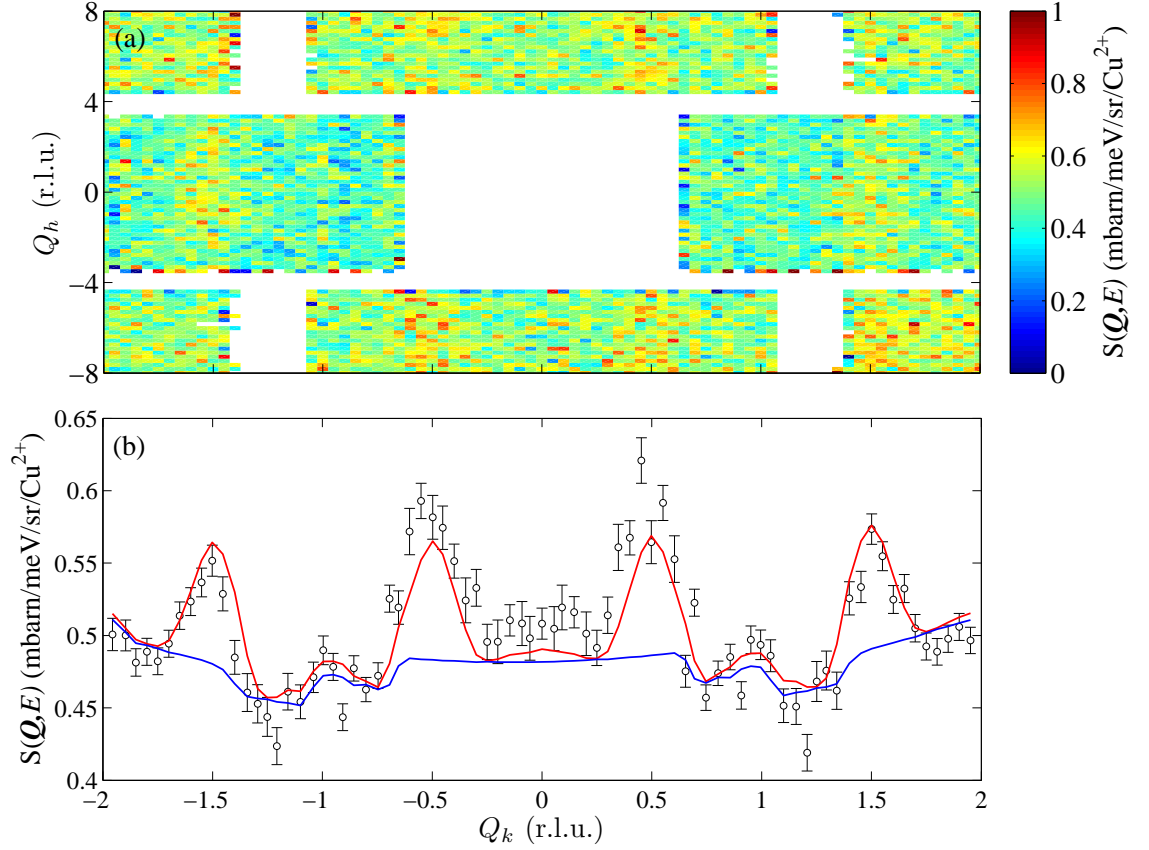 8
4
0
−4
−8
Q_h (r.l.u.)
(a)
1
0.8
0.6
0.4
0.2
0
S(Q,E) (mbarn/meV/sr/Cu²⁺)
0.65
0.6
0.55
0.5
0.45
0.4
S(Q,E) (mbarn/meV/sr/Cu²⁺)
(b)
−2 −1.5 −1 −0.5 0 0.5 1 1.5 2
Q_k (r.l.u.)